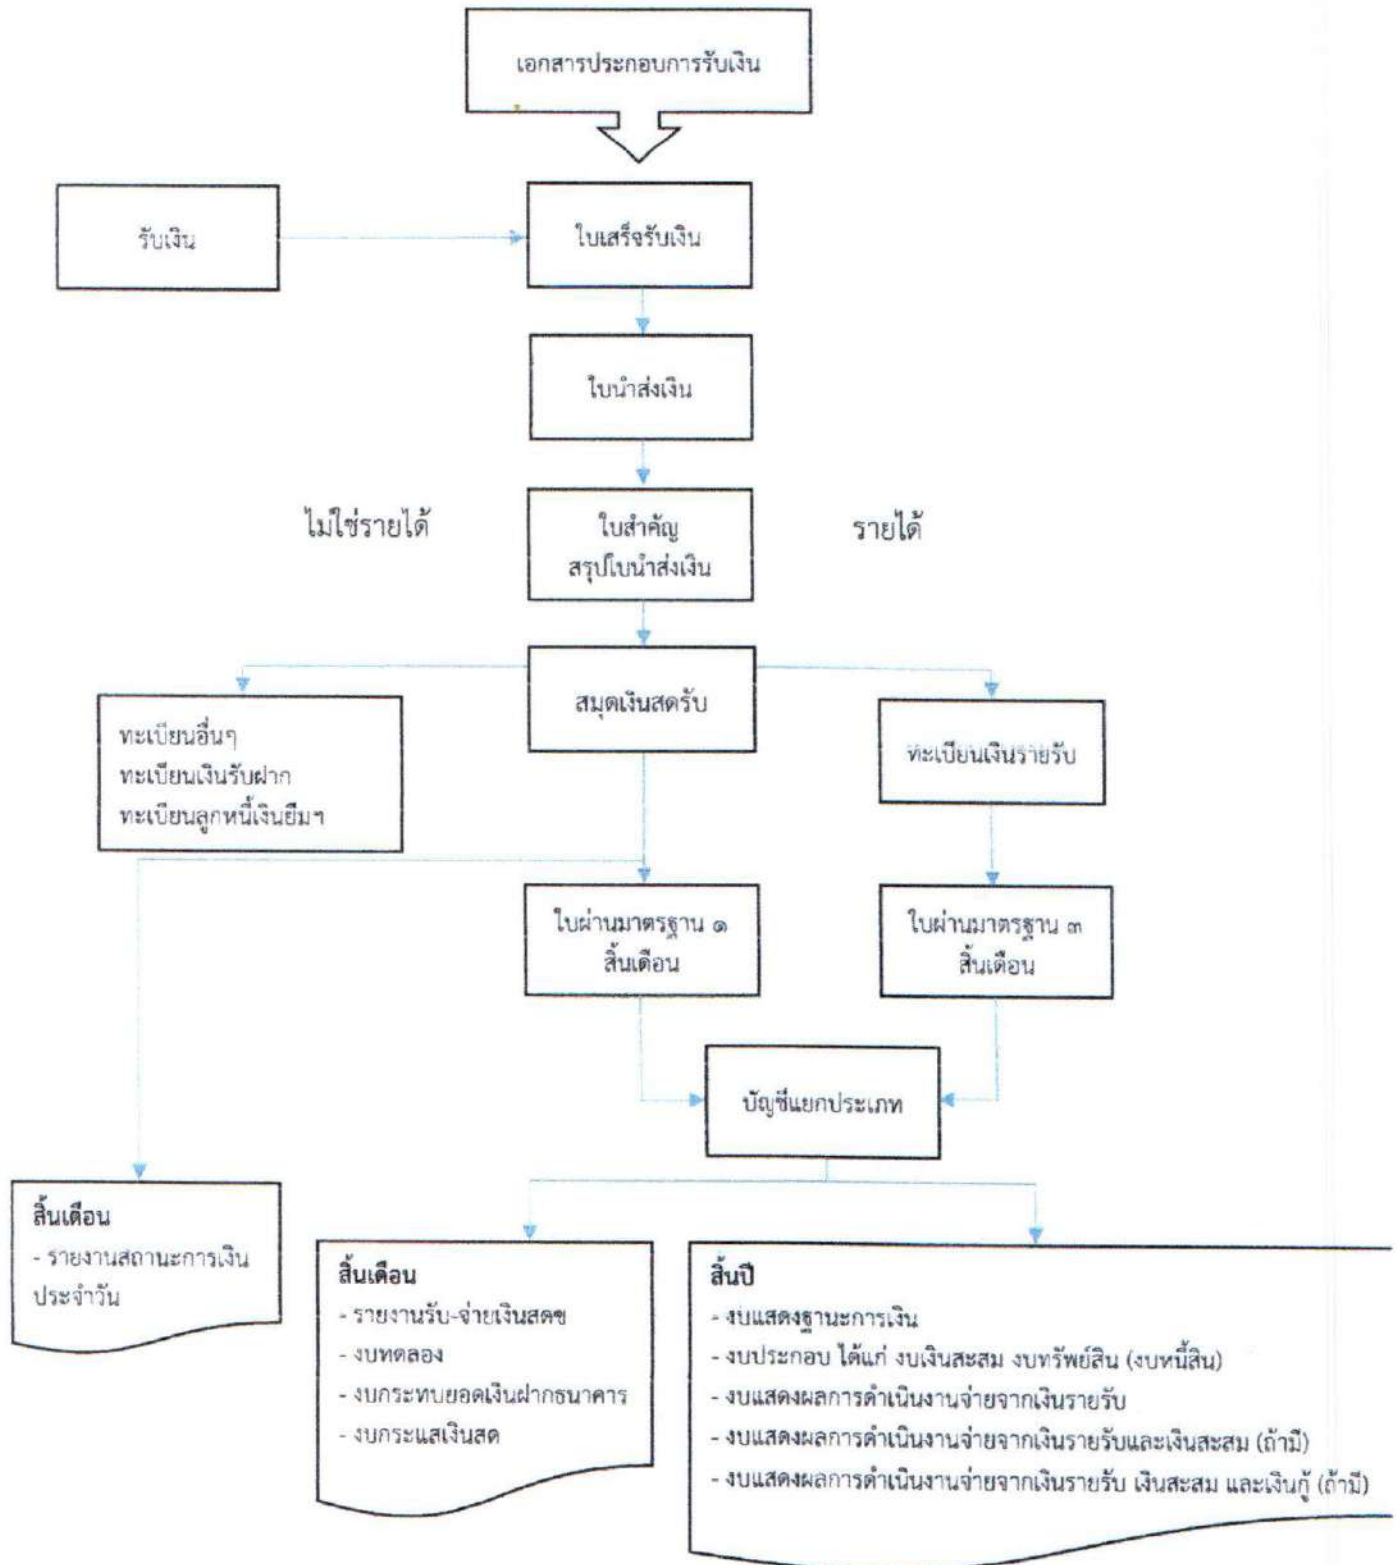 เอกสารประกอบการรับเงิน
รับเงิน
ใบเสร็จรับเงิน
ใบนำส่งเงิน
ไม่ใช่รายได้
ใบสำคัญ
สรุปใบนำส่งเงิน
รายได้
สมุดเงินสดรับ
ทะเบียนอื่นๆ
ทะเบียนเงินรับฝาก
ทะเบียนลูกหนี้เงินยืมฯ
ทะเบียนเงินรายรับ
ใบผ่านมาตรฐาน ๑
สิ้นเดือน
ใบผ่านมาตรฐาน ๓
สิ้นเดือน
บัญชีแยกประเภท
สิ้นเดือน
- รายงานสถานะการเงิน
ประจำวัน
สิ้นเดือน
- รายงานรับ-จ่ายเงินสดข
- งบทดลอง
- งบกระทบยอดเงินฝากธนาคาร
- งบกระแสเงินสด
สิ้นปี
- งบแสดงฐานะการเงิน
- งบประกอบ ได้แก่ งบเงินสะสม งบทรัพย์สิน (งบหนี้สิน)
- งบแสดงผลการดำเนินงานจ่ายจากเงินรายรับ
- งบแสดงผลการดำเนินงานจ่ายจากเงินรายรับและเงินสะสม (ถ้ามี)
- งบแสดงผลการดำเนินงานจ่ายจากเงินรายรับ เงินสะสม และเงินกู้ (ถ้ามี)